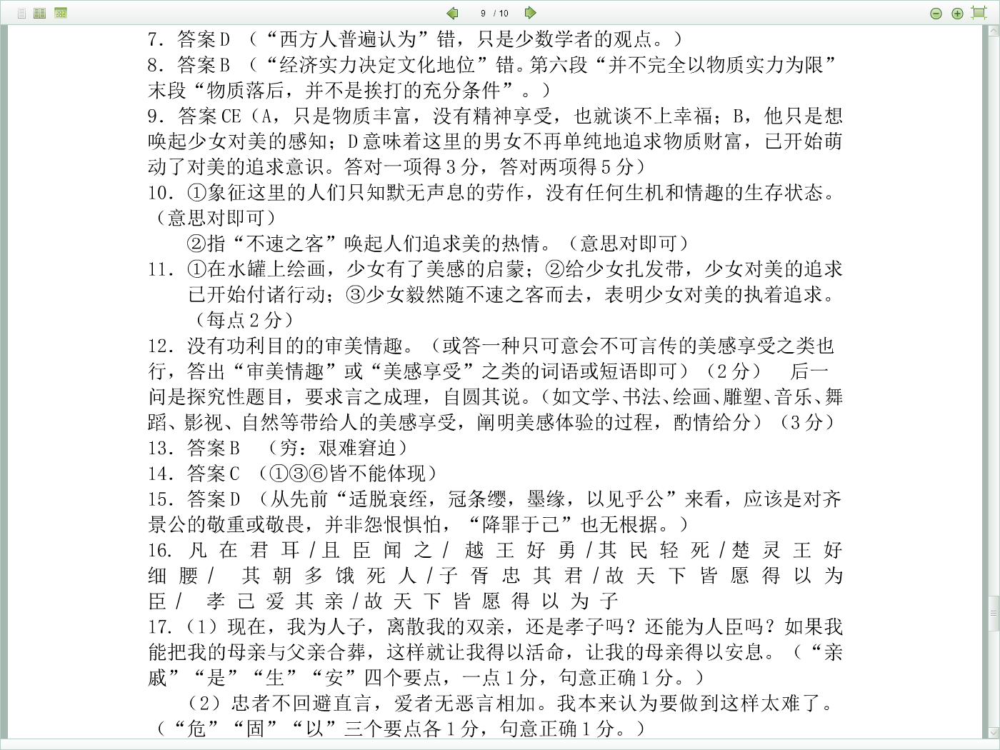 9 / 10
7．答案 D （“西方人普遍认为”错，只是少数学者的观点。）
8．答案 B （“经济实力决定文化地位”错。第六段“并不完全以物质实力为限”
末段“物质落后，并不是挨打的充分条件”。）
9．答案 CE（A，只是物质丰富，没有精神享受，也就谈不上幸福；B，他只是想
唤起少女对美的感知；D 意味着这里的男女不再单纯地追求物质财富，已开始萌
动了对美的追求意识。答对一项得 3 分，答对两项得 5 分）
10．①象征这里的人们只知默无声息的劳作，没有任何生机和情趣的生存状态。
（意思对即可）
②指“不速之客”唤起人们追求美的热情。（意思对即可）
11．①在水罐上绘画，少女有了美感的启蒙；②给少女扎发带，少女对美的追求
已开始付诸行动；③少女毅然随不速之客而去，表明少女对美的执着追求。
（每点 2 分）
12．没有功利目的的审美情趣。（或答一种只可意会不可言传的美感享受之类也
行，答出“审美情趣”或“美感享受”之类的词语或短语即可）（2 分） 后一
问是探究性题目，要求言之成理，自圆其说。（如文学、书法、绘画、雕塑、音乐、舞
蹈、影视、自然等带给人的美感享受，阐明美感体验的过程，酌情给分）（3 分）
13．答案 B （穷：艰难窘迫）
14．答案 C （①③⑥皆不能体现）
15．答案 D （从先前“适脱衰绖，冠条缨，墨缘，以见乎公”来看，应该是对齐
景公的敬重或敬畏，并非怨恨惧怕，“降罪于己”也无根据。）
16. 凡 在 君 耳 /且 臣 闻 之 / 越 王 好 勇 /其 民 轻 死 /楚 灵 王 好
细 腰 / 其 朝 多 饿 死 人 /子 胥 忠 其 君 /故 天 下 皆 愿 得 以 为
臣 / 孝 己 爱 其 亲 /故 天 下 皆 愿 得 以 为 子
17.（1）现在，我为人子，离散我的双亲，还是孝子吗？还能为人臣吗？如果我
能把我的母亲与父亲合葬，这样就让我得以活命，让我的母亲得以安息。（“亲
戚”“是”“生”“安”四个要点，一点 1 分，句意正确 1 分。）
（2）忠者不回避直言，爱者无恶言相加。我本来认为要做到这样太难了。
（“危”“固”“以”三个要点各 1 分，句意正确 1 分。）